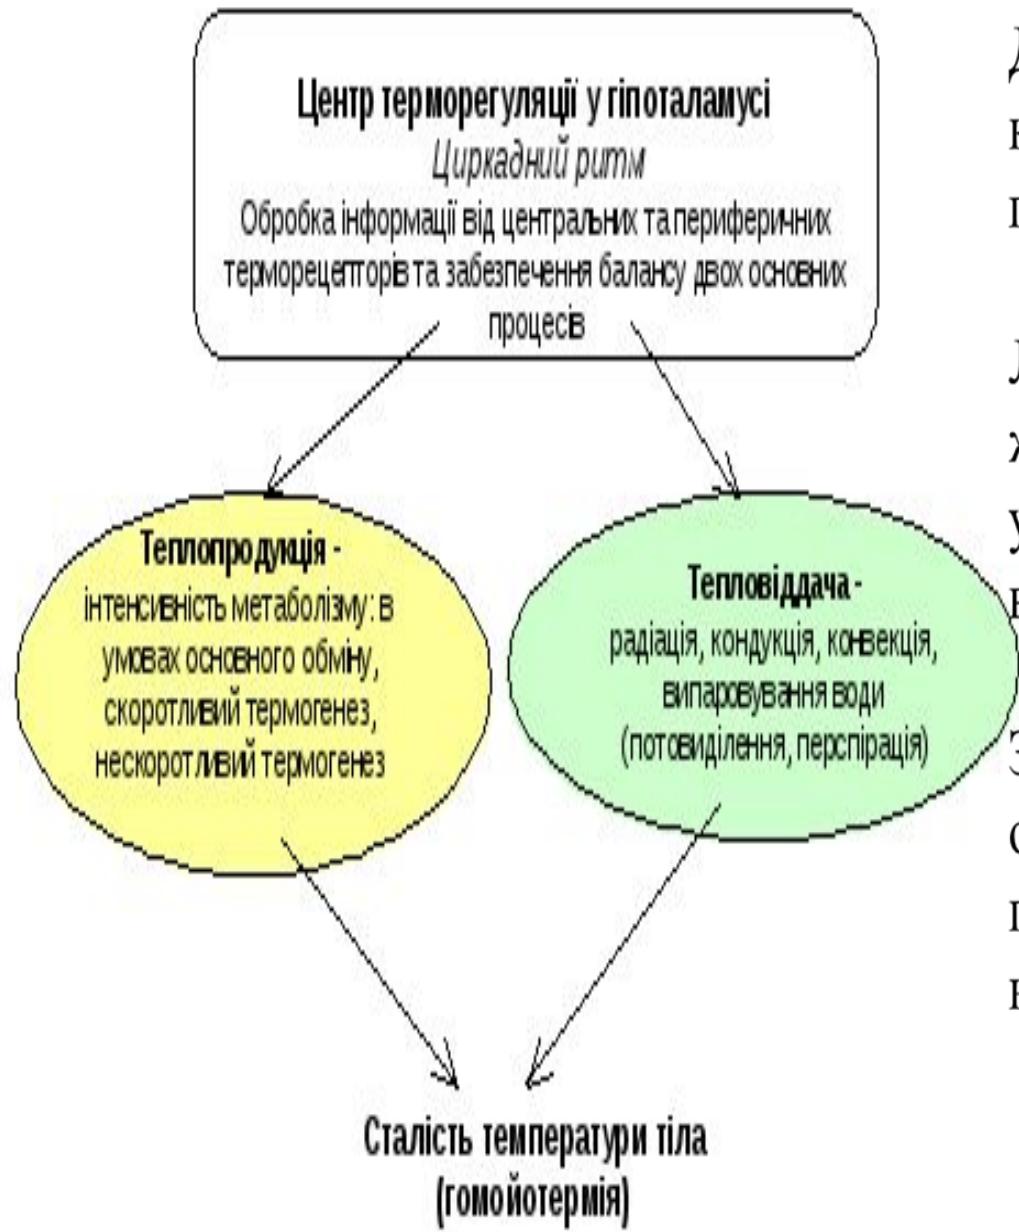 Центр терморегуляції у гіпоталамусі
Циркадний ритм
Обробка інформації від центральних та периферичних
терморецепторів та забезпечення балансу двох основних
процесів
Теплопродукція -
інтенсивність метаболізму: в
умовах основного обміну,
скоротливий термогенез,
нескоротливий термогенез
Тепловіддача -
радіація, кондукція, конвекція,
випаровування води
(потовиділення, перспірація)
Сталість температури тіла
(гомойотермія)